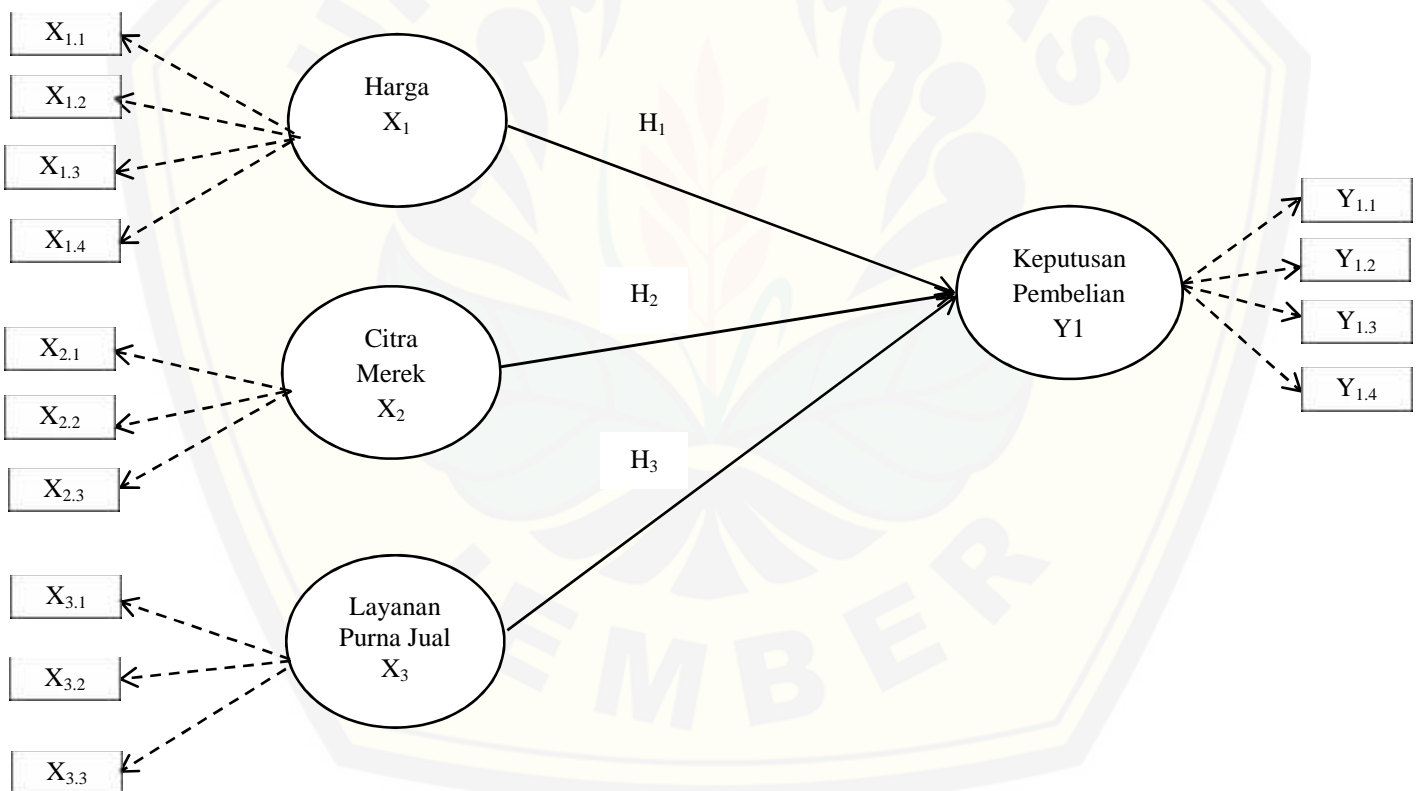 X1.1
X1.2
X1.3
X1.4
Harga
X1
H1
X2.1
X2.2
X2.3
Citra
Merek
X2
H2
X3.1
X3.2
X3.3
Layanan
Purna Jual
X3
H3
Keputusan
Pembelian
Y1
Y1.1
Y1.2
Y1.3
Y1.4
AS
EMBER